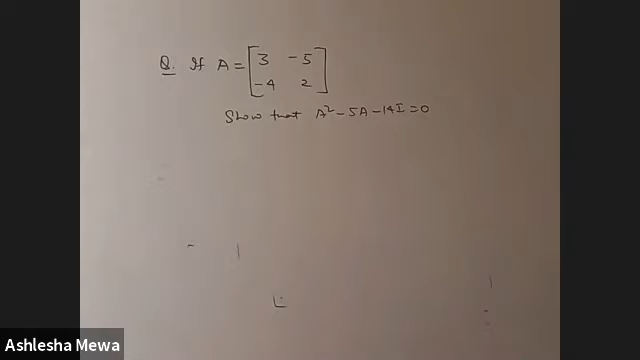 Q. If A = [3 -5
-4 2]
Show that A² - 5A - 14I = 0
Ashlesha Mewa